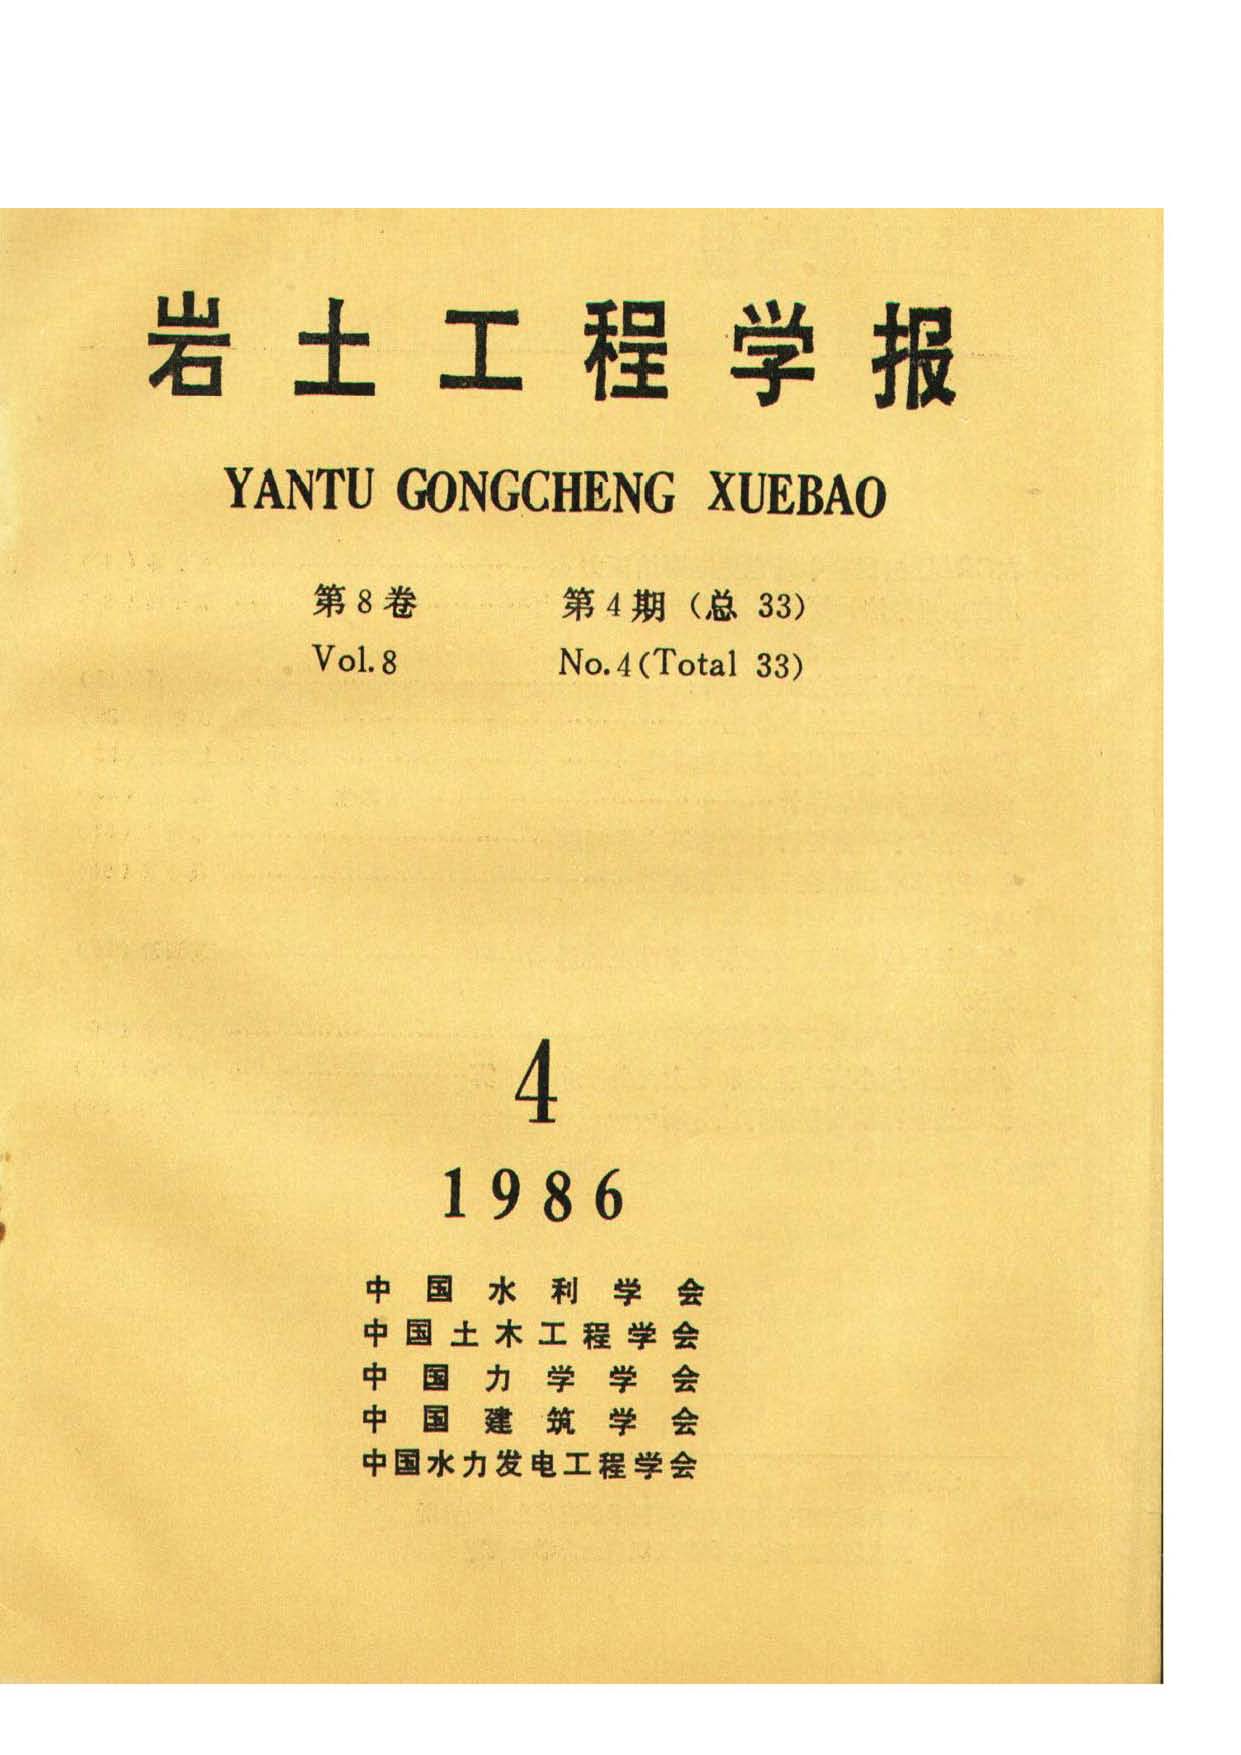 岩土工程学报
YANTU GONGCHENG XUEBAO
第8卷 第4期(总 33)
Vol.8 No.4(Total 33)
4
1986
中国水利学会
中国土木工程学会
中国力学学会
中国建筑学会
中国水力发电工程学会